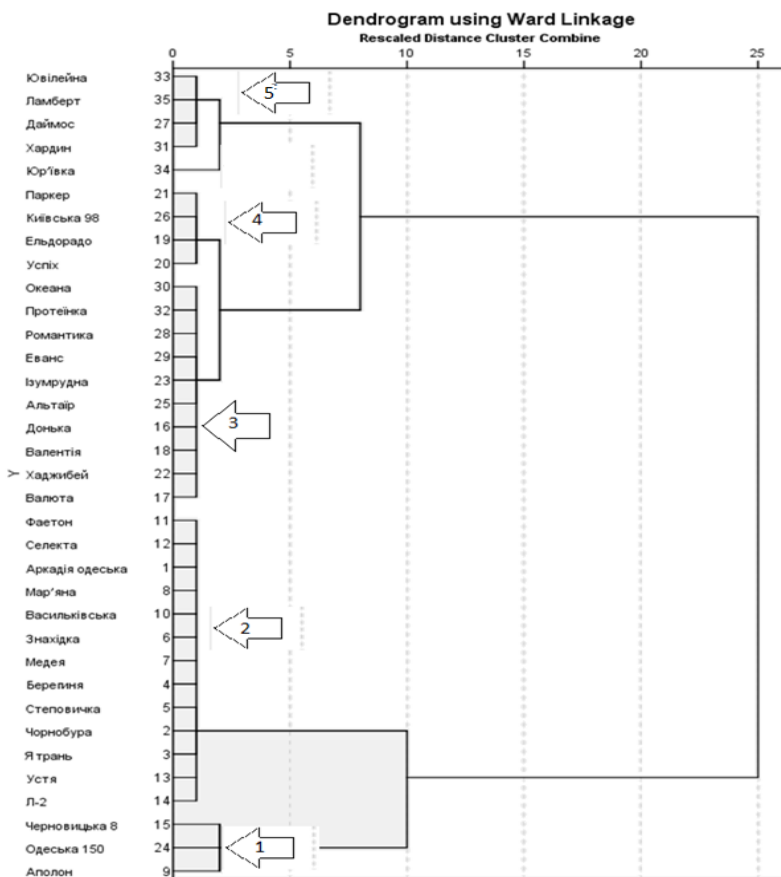 Dendrogram using Ward Linkage
Rescaled Distance Cluster Combine
0 5 10 15 20 25
Ювілейна 33
Ламберт 35
Даймос 27
Хардин 31
Юр'ївка 34
Паркер 21
Київська 98 26
Ельдорадо 19
Успіх 20
Океана 30
Протеїнка 32
Романтика 28
Еванс 29
Ізумрудна 23
Альтаїр 25
Донька 16
Валентія 18
Хаджибей 22
Валюта 17
Фаетон 11
Селекта 12
Аркадія одеська 1
Мар'яна 8
Васильківська 10
Знахідка 6
Медея 7
Берегиня 4
Степовичка 5
Чорнобура 2
Ятрань 3
Устя 13
Л-2 14
Черновицька 8 15
Одеська 150 24
Аполон 9
Y
5
4
3
2
1